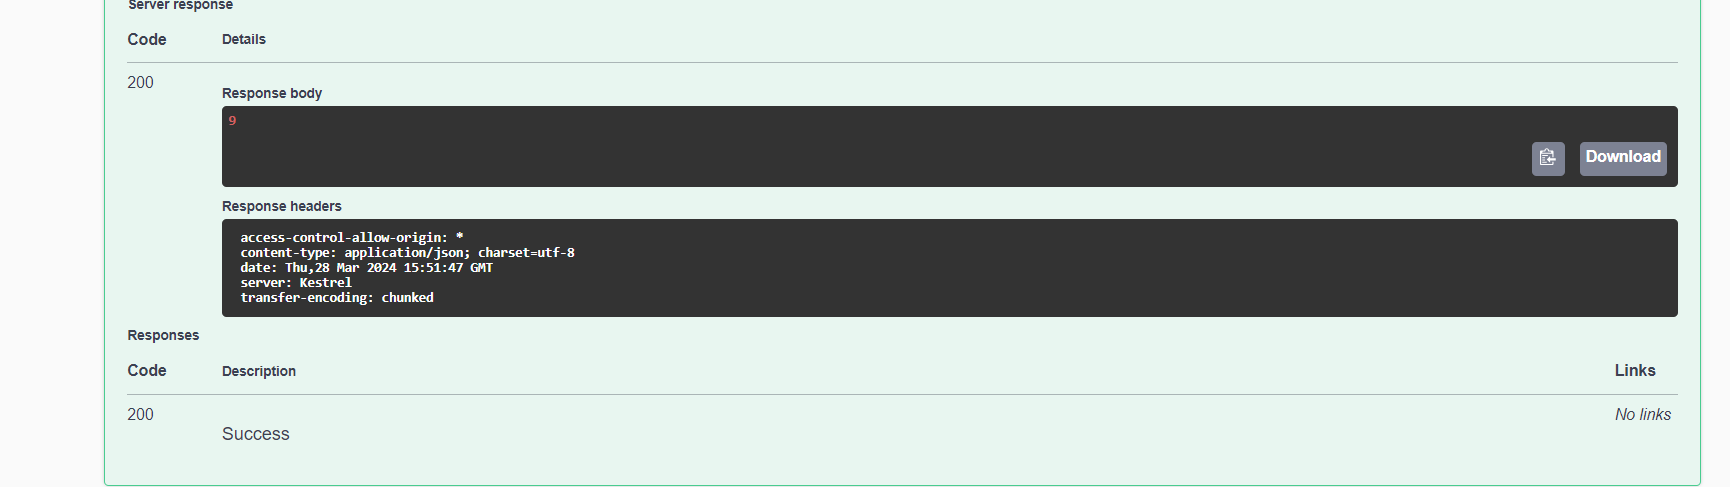 Server response
Code Details
200
Response body
9
Download
Response headers
access-control-allow-origin: *
content-type: application/json; charset=utf-8
date: Thu,28 Mar 2024 15:51:47 GMT
server: Kestrel
transfer-encoding: chunked
Responses
Code Description Links
200 No links
Success